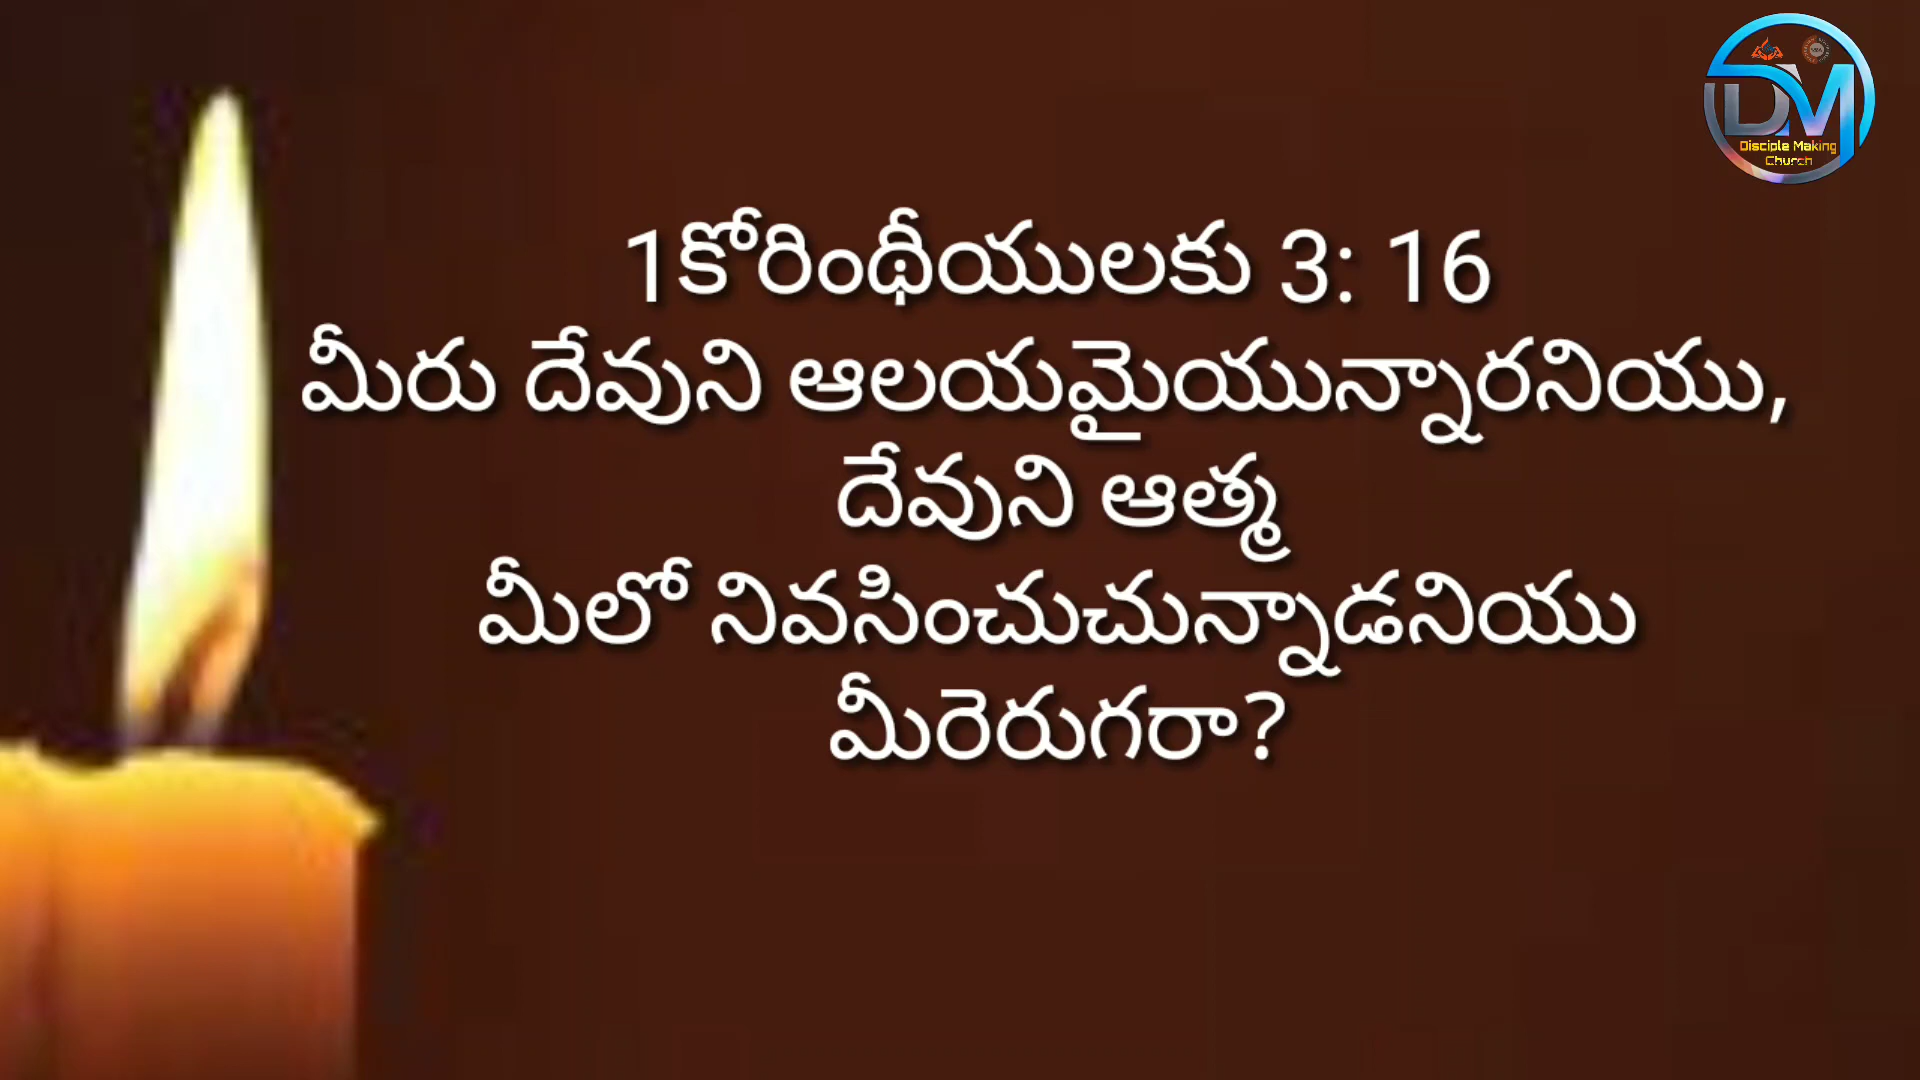 Disciple Making
Church
1కోరింథీయులకు 3: 16
మీరు దేవుని ఆలయమైయున్నారనియు,
దేవుని ఆత్మ
మీలో నివసించుచున్నాడనియు
మీరెరుగరా?